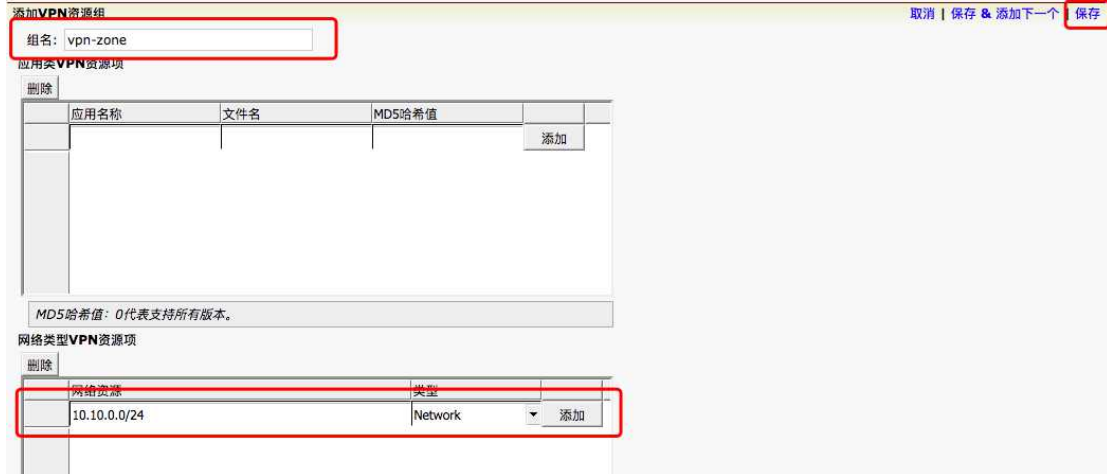 添加VPN资源组 取消 | 保存 & 添加下一个 | 保存
组名: vpn-zone
应用类VPN资源项
删除
应用名称 文件名 MD5哈希值
添加
MD5哈希值：0代表支持所有版本。
网络类型VPN资源项
删除
网络资源 类型
10.10.0.0/24 Network 添加